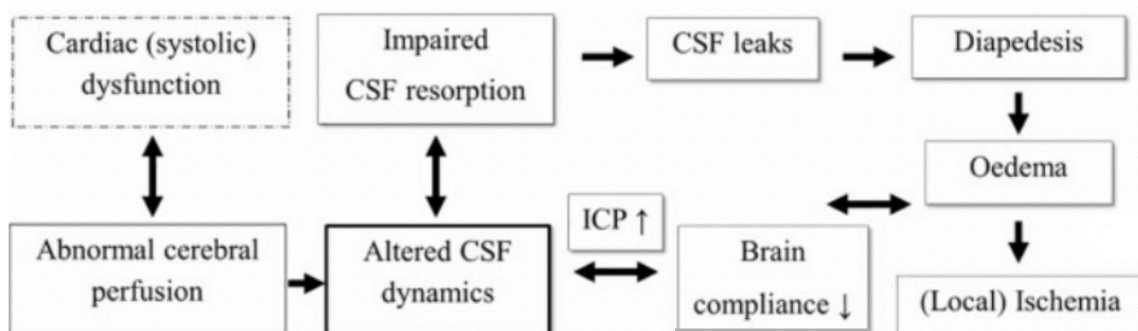 Cardiac (systolic)
dysfunction
Impaired
CSF resorption
CSF leaks
Diapedesis
Oedema
ICP ↑
Abnormal cerebral
perfusion
Altered CSF
dynamics
Brain
compliance ↓
(Local) Ischemia